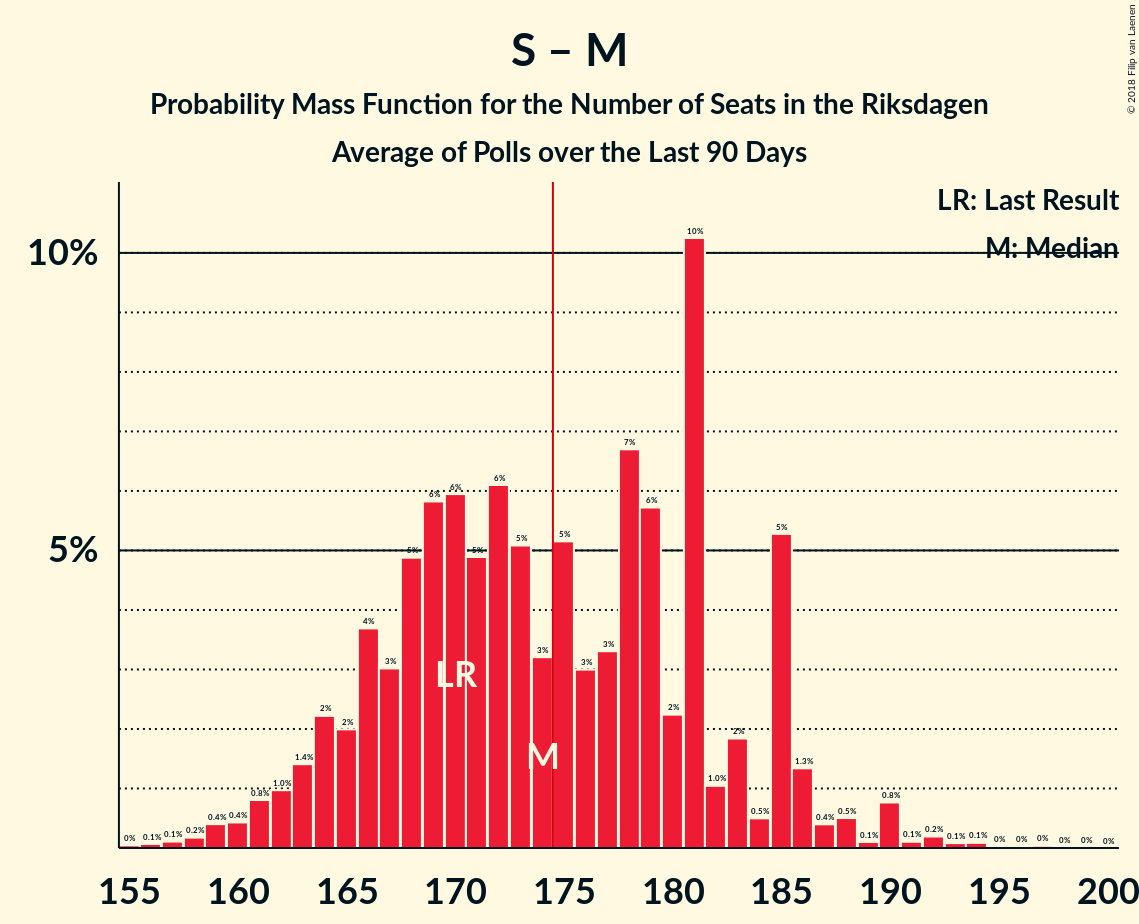 S – M
Probability Mass Function for the Number of Seats in the Riksdagen
Average of Polls over the Last 90 Days
© 2018 Filip van Laenen
LR: Last Result
M: Median
10%
5%
0% 0.1% 0.1% 0.2% 0.4% 0.4% 0.8% 1.0% 1.4% 2% 2% 4% 3% 5% 6% 6% 5% 6% 5% 3% 5% 3% 3% 7% 6% 2% 10% 1.0% 2% 0.5% 5% 1.3% 0.4% 0.5% 0.1% 0.8% 0.1% 0.2% 0.1% 0.1% 0% 0% 0% 0% 0% 0%
LR
M
155 160 165 170 175 180 185 190 195 200